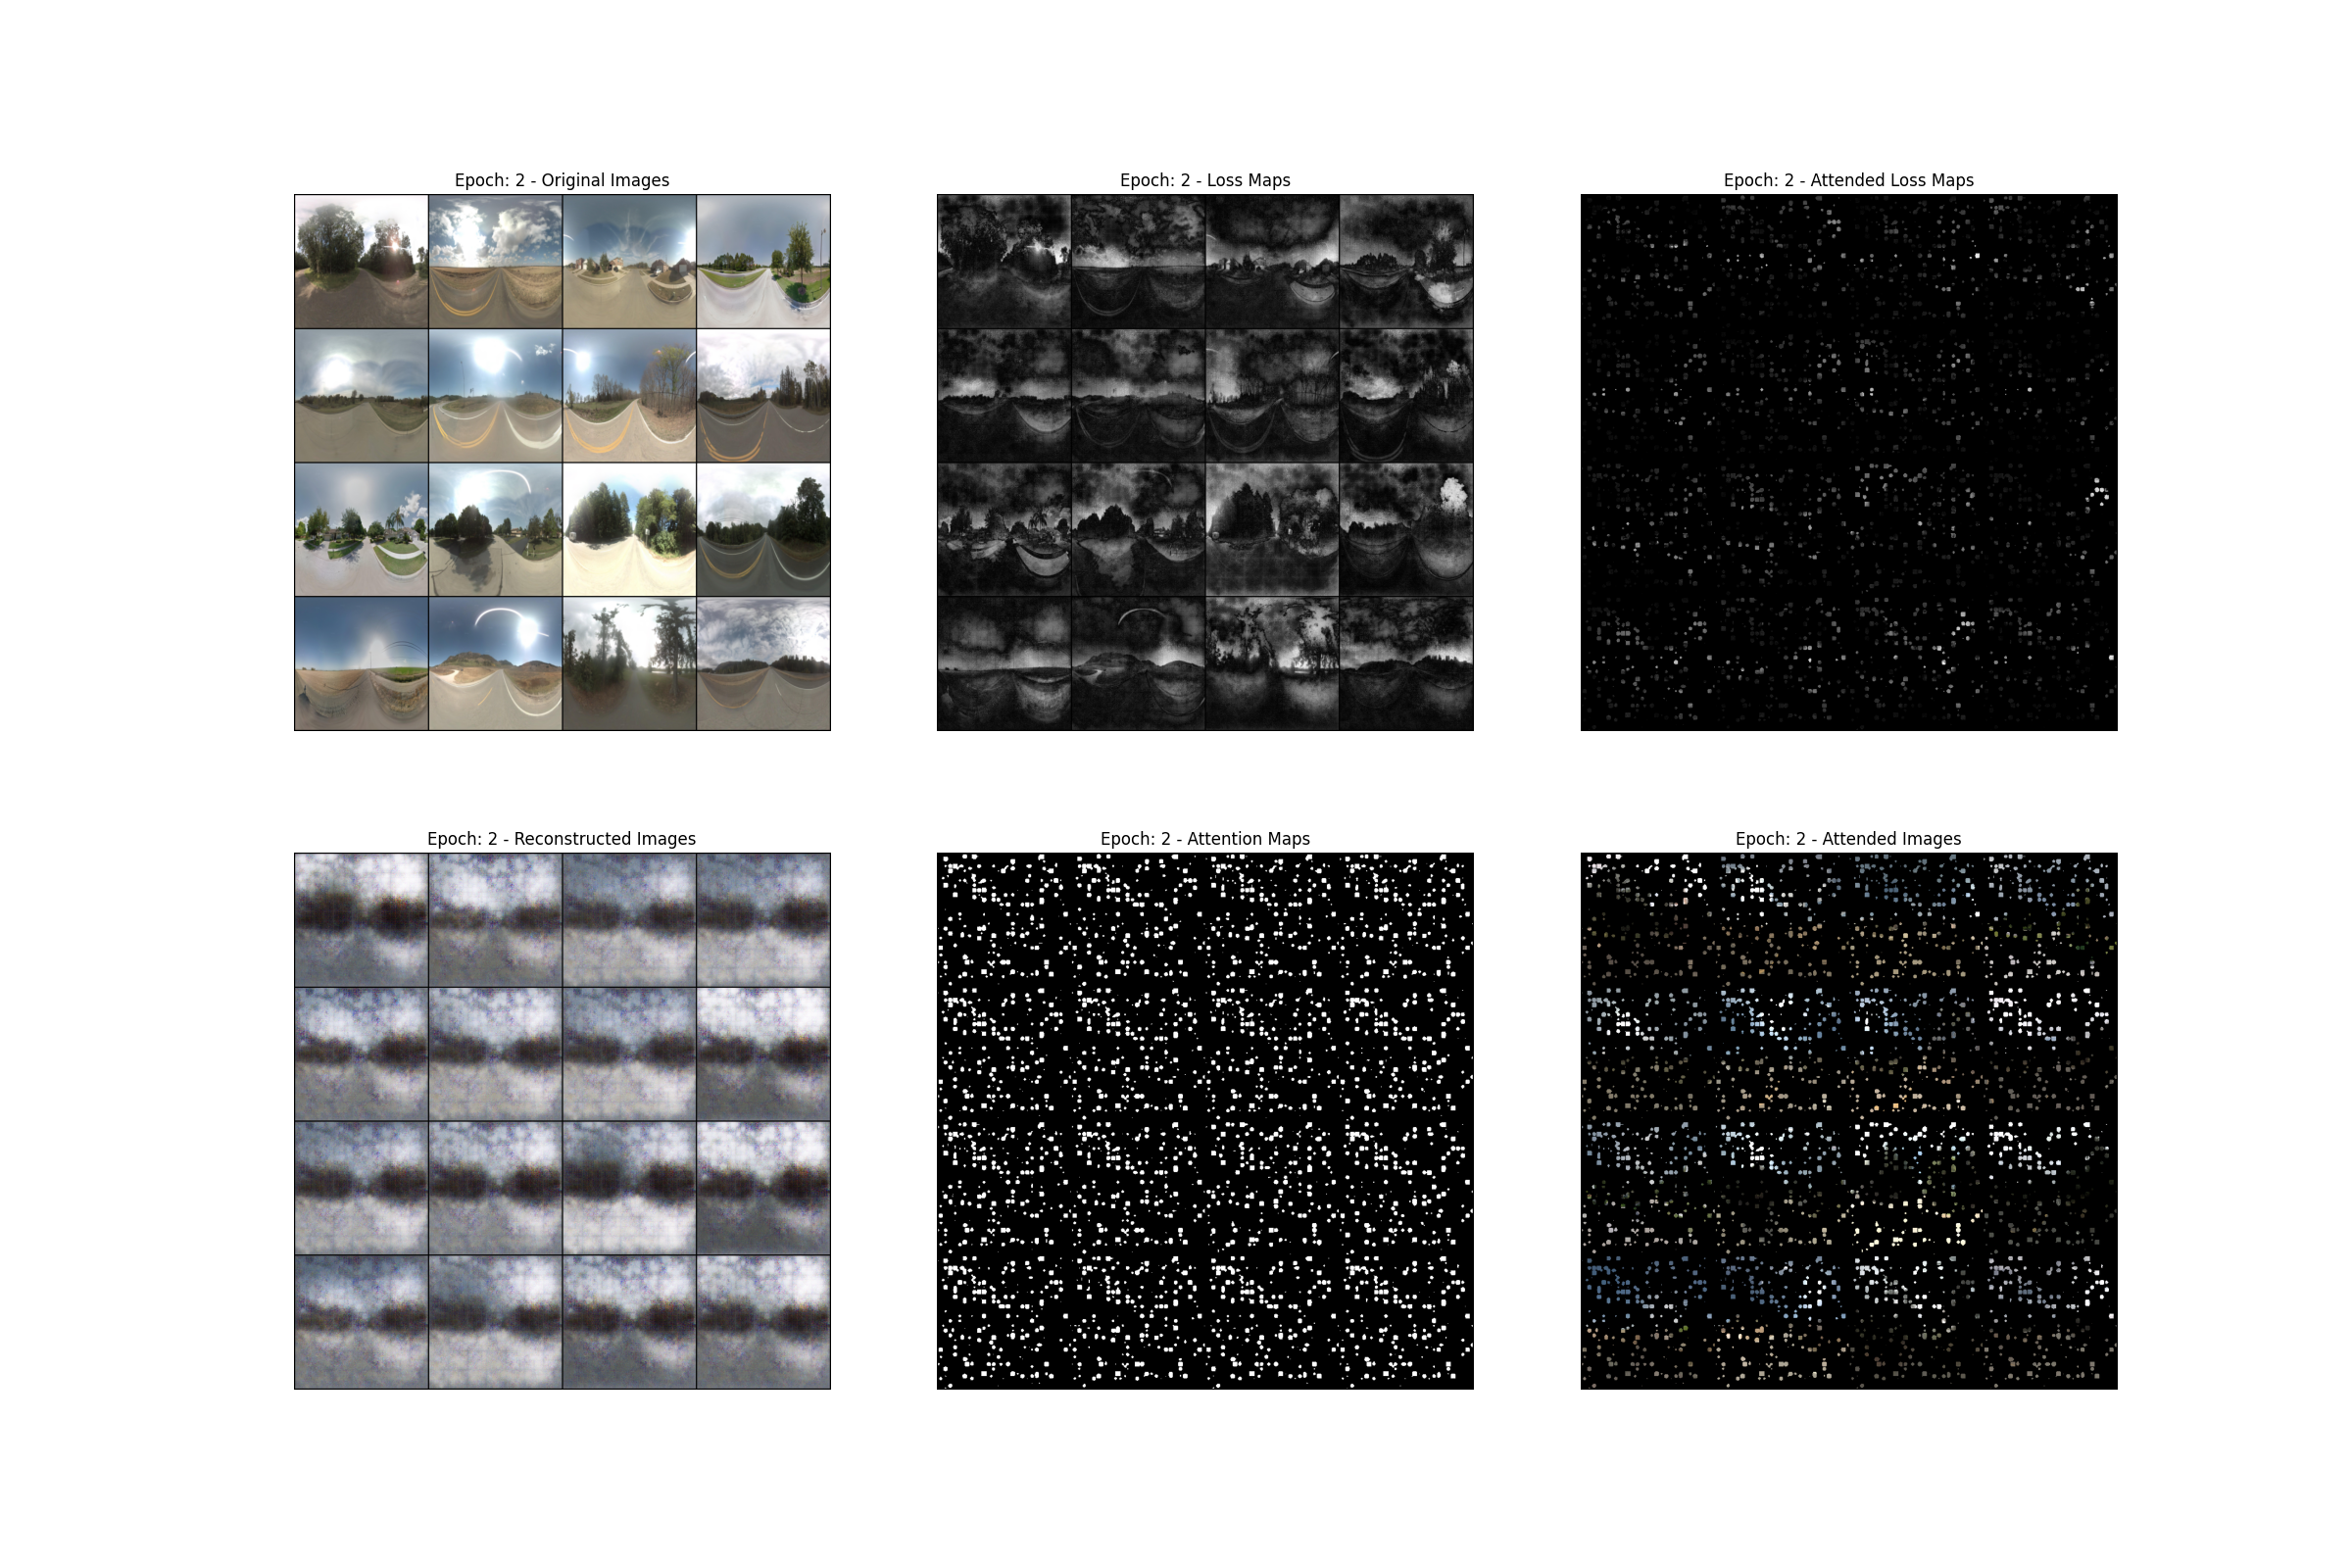 Epoch: 2 - Original Images
Epoch: 2 - Loss Maps
Epoch: 2 - Attended Loss Maps
Epoch: 2 - Reconstructed Images
Epoch: 2 - Attention Maps
Epoch: 2 - Attended Images